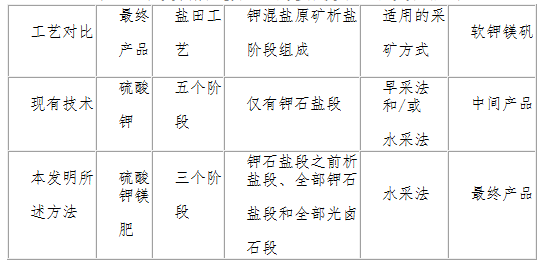 工艺对比
最终
产品
盐田工
艺
钾混盐原矿析盐
阶段组成
适用的采
矿方式
软钾镁矾
现有技术
硫酸
钾
五个阶
段
仅有钾石盐段
旱采法
和/或
水采法
中间产品
本发明所
述方法
硫酸
钾镁
肥
三个阶
段
钾石盐段之前析
盐段、全部钾石
盐段和全部光卤
石段
水采法
最终产品